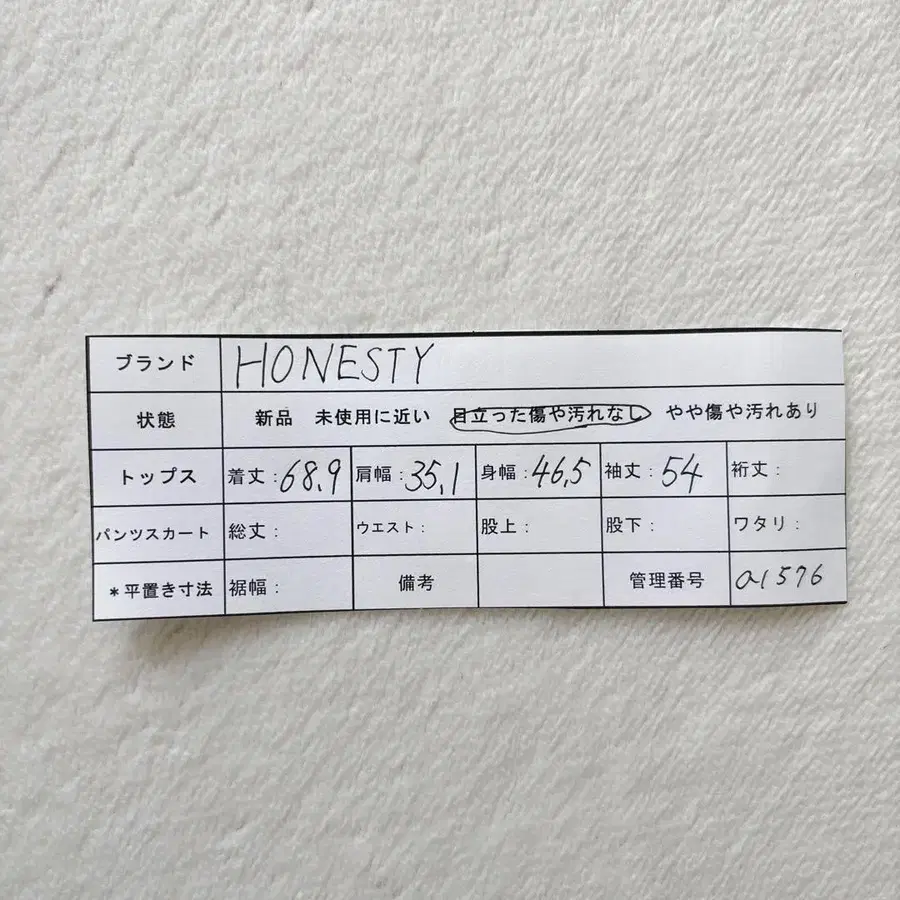 ブランド HONESTY
状態 新品 未使用に近い 目立った傷や汚れなし やや傷や汚れあり
トップス 着丈:68.9 肩幅:35.1 身幅:46.5 袖丈:54 裄丈:
パンツスカート 総丈: ウエスト: 股上: 股下: ワタリ:
*平置き寸法 裾幅: 備考 管理番号 a1576